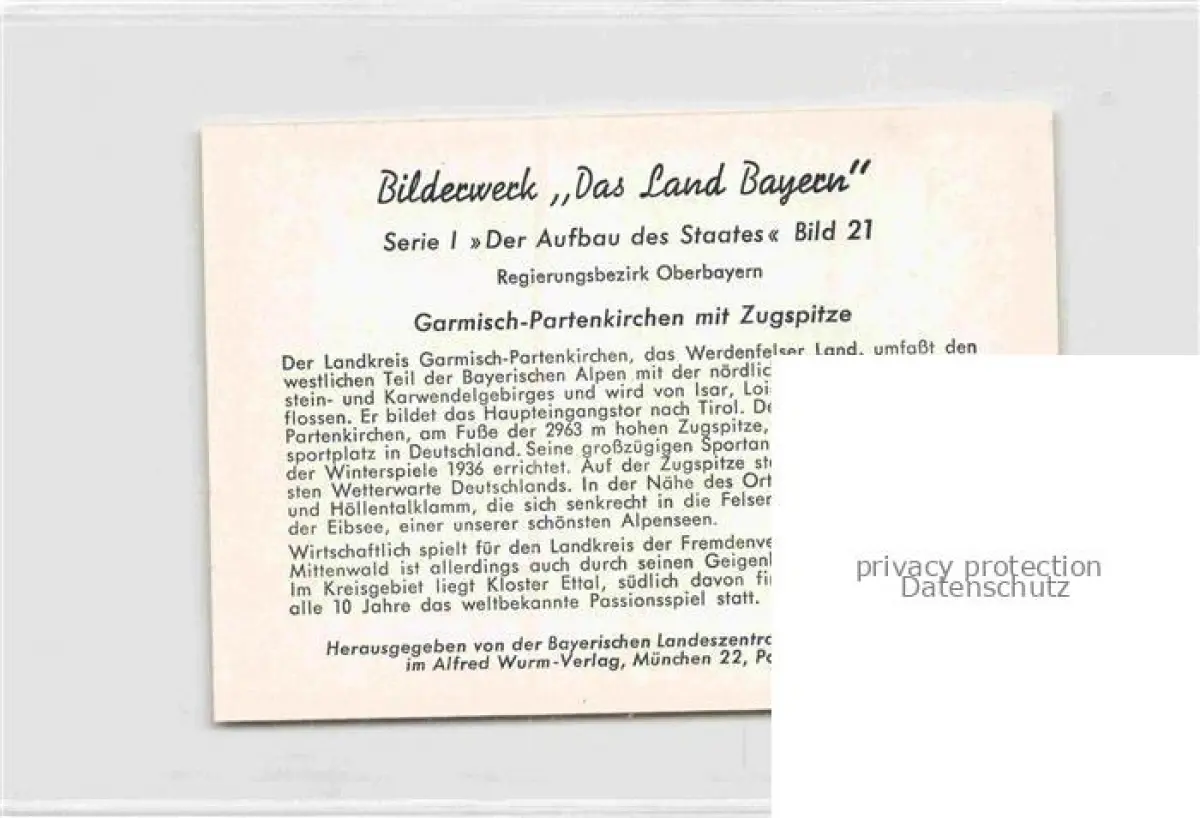 Bilderwerk „Das Land Bayern"
Serie I »Der Aufbau des Staates« Bild 21
Regierungsbezirk Oberbayern
Garmisch-Partenkirchen mit Zugspitze
Der Landkreis Garmisch-Partenkirchen, das Werdenfelser Land, umfaßt den
westlichen Teil der Bayerischen Alpen mit der nördlic
stein- und Karwendelgebirges und wird von Isar, Loi
flossen. Er bildet das Haupteingangstor nach Tirol. De
Partenkirchen, am Fuße der 2963 m hohen Zugspitze,
sportplatz in Deutschland. Seine großzügigen Sportan
der Winterspiele 1936 errichtet. Auf der Zugspitze st
sten Wetterwarte Deutschlands. In der Nähe des Ort
und Höllentalklamm, die sich senkrecht in die Felsen
der Eibsee, einer unserer schönsten Alpenseen.
Wirtschaftlich spielt für den Landkreis der Fremdenve
Mittenwald ist allerdings auch durch seinen Geigenb
Im Kreisgebiet liegt Kloster Ettal, südlich davon fi
alle 10 Jahre das weltbekannte Passionsspiel statt.
Herausgegeben von der Bayerischen Landeszentra
im Alfred Wurm-Verlag, München 22, Po
privacy protection
Datenschutz